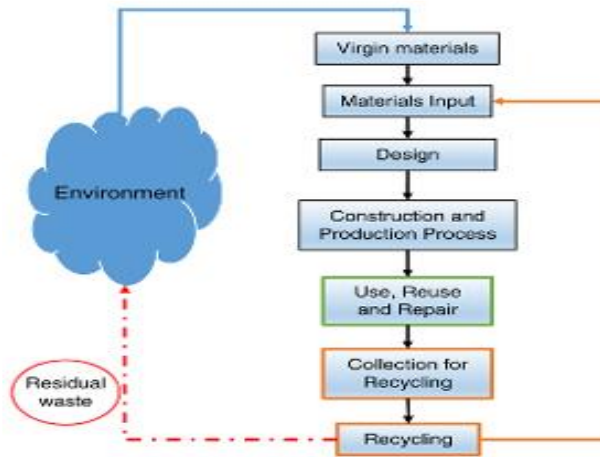 Virgin materials
Materials Input
Design
Environment
Construction and
Production Process
Use, Reuse
and Repair
Collection for
Recycling
Residual
waste
Recycling